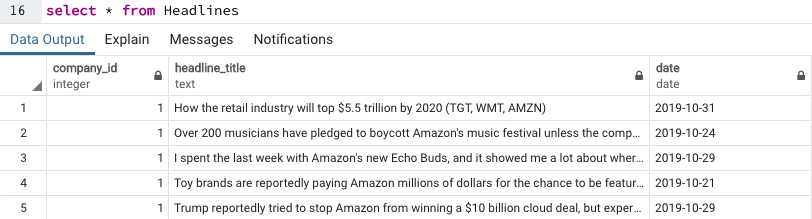 16 select * from Headlines
Data Output Explain Messages Notifications
company_id headline_title date
integer text date
1 1 How the retail industry will top $5.5 trillion by 2020 (TGT, WMT, AMZN) 2019-10-31
2 1 Over 200 musicians have pledged to boycott Amazon's music festival unless the comp... 2019-10-24
3 1 I spent the last week with Amazon's new Echo Buds, and it showed me a lot about wher... 2019-10-29
4 1 Toy brands are reportedly paying Amazon millions of dollars for the chance to be featur... 2019-10-21
5 1 Trump reportedly tried to stop Amazon from winning a $10 billion cloud deal, but exper... 2019-10-29